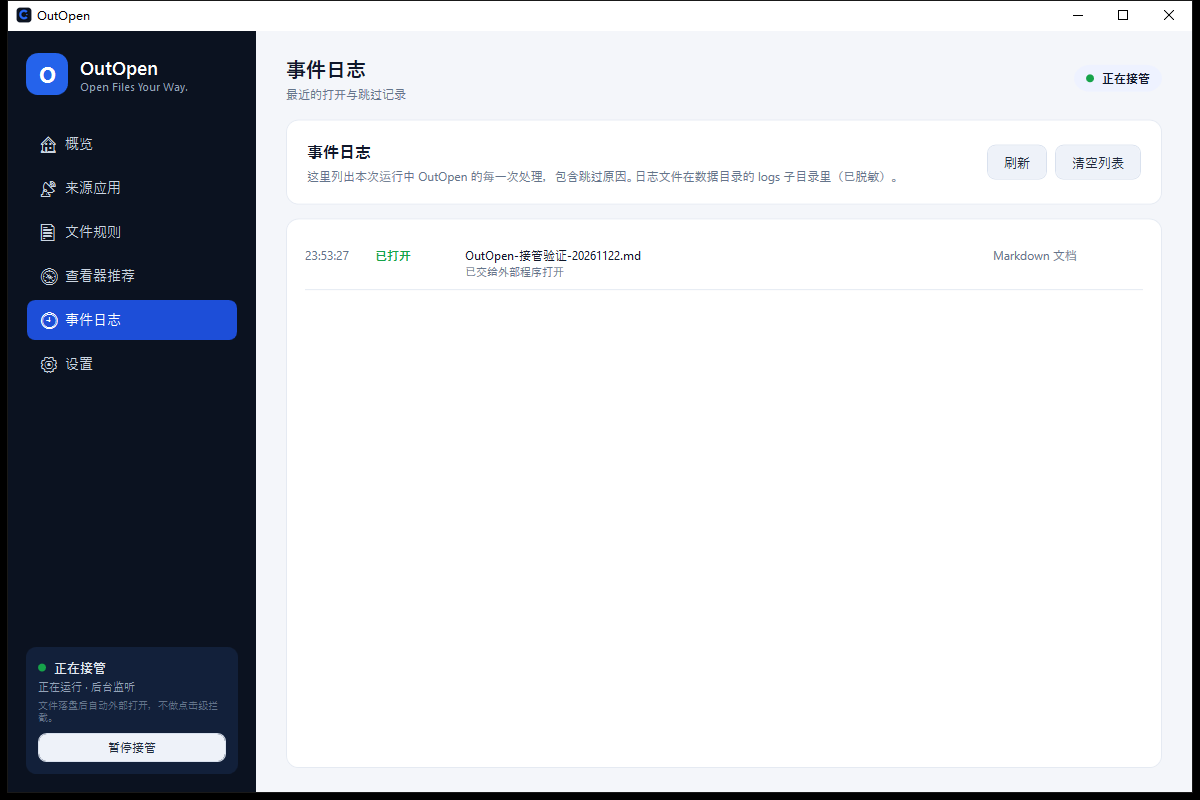 OutOpen
O
OutOpen
Open Files Your Way.
概览
来源应用
文件规则
查看器推荐
事件日志
设置
正在接管
正在运行 · 后台监听
文件落盘后自动外部打开，不做点击级拦
截。
暂停接管
事件日志
最近的打开与跳过记录
正在接管
事件日志
这里列出本次运行中 OutOpen 的每一次处理，包含跳过原因。日志文件在数据目录的 logs 子目录里（已脱敏）。
刷新
清空列表
23:53:27
已打开
OutOpen-接管验证-20261122.md
已交给外部程序打开
Markdown 文档